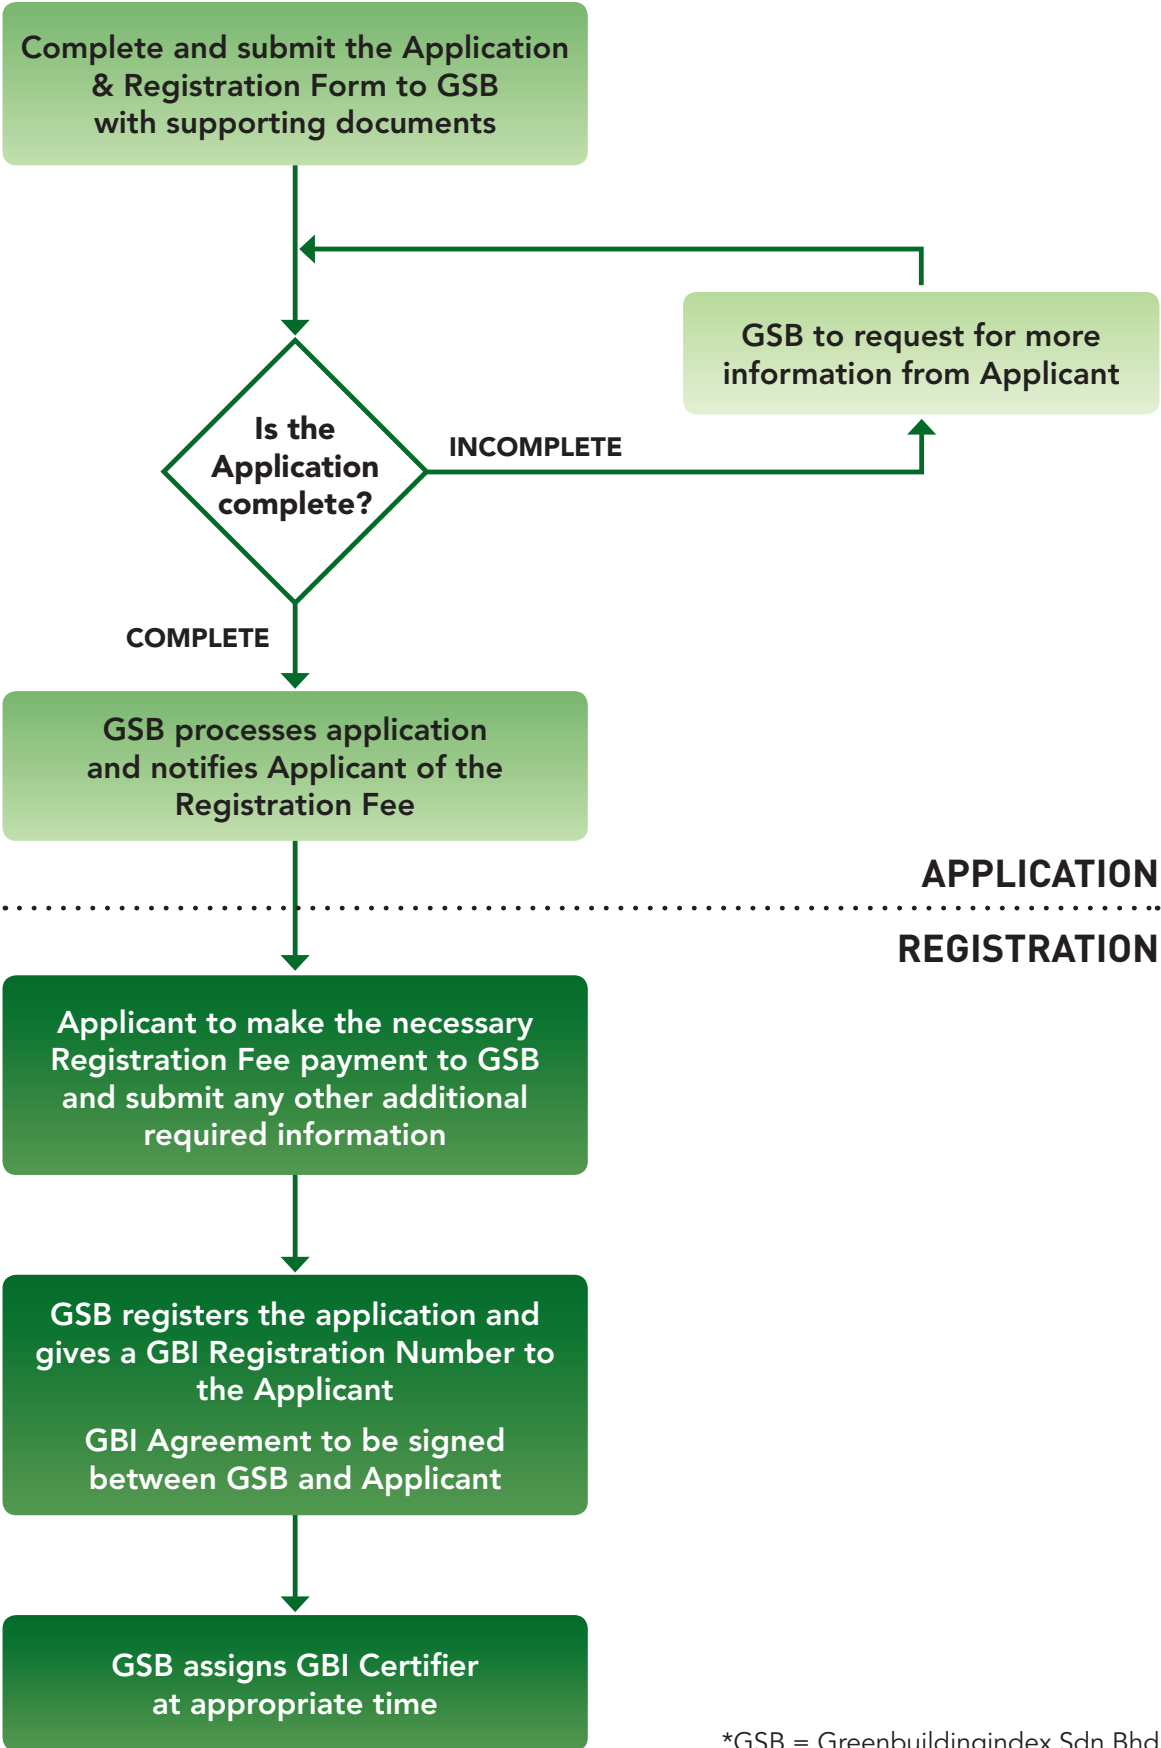 Complete and submit the Application
& Registration Form to GSB
with supporting documents
GSB to request for more
information from Applicant
Is the
Application
complete?
INCOMPLETE
COMPLETE
GSB processes application
and notifies Applicant of the
Registration Fee
APPLICATION
REGISTRATION
Applicant to make the necessary
Registration Fee payment to GSB
and submit any other additional
required information
GSB registers the application and
gives a GBI Registration Number to
the Applicant
GBI Agreement to be signed
between GSB and Applicant
GSB assigns GBI Certifier
at appropriate time
*GSB = Greenbuildingindex Sdn Bhd